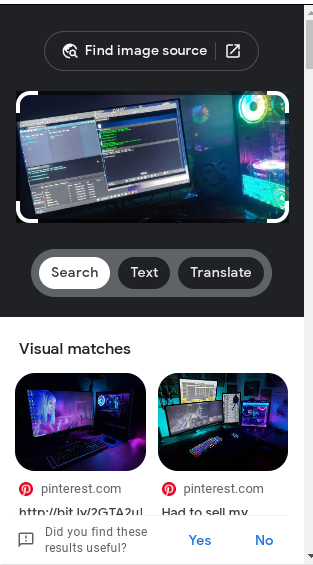 Find image source
Search
Text
Translate
Visual matches
pinterest.com
pinterest.com
http://bit.ly/2GTA2ul
Had to sell my
Did you find these
results useful?
Yes
No